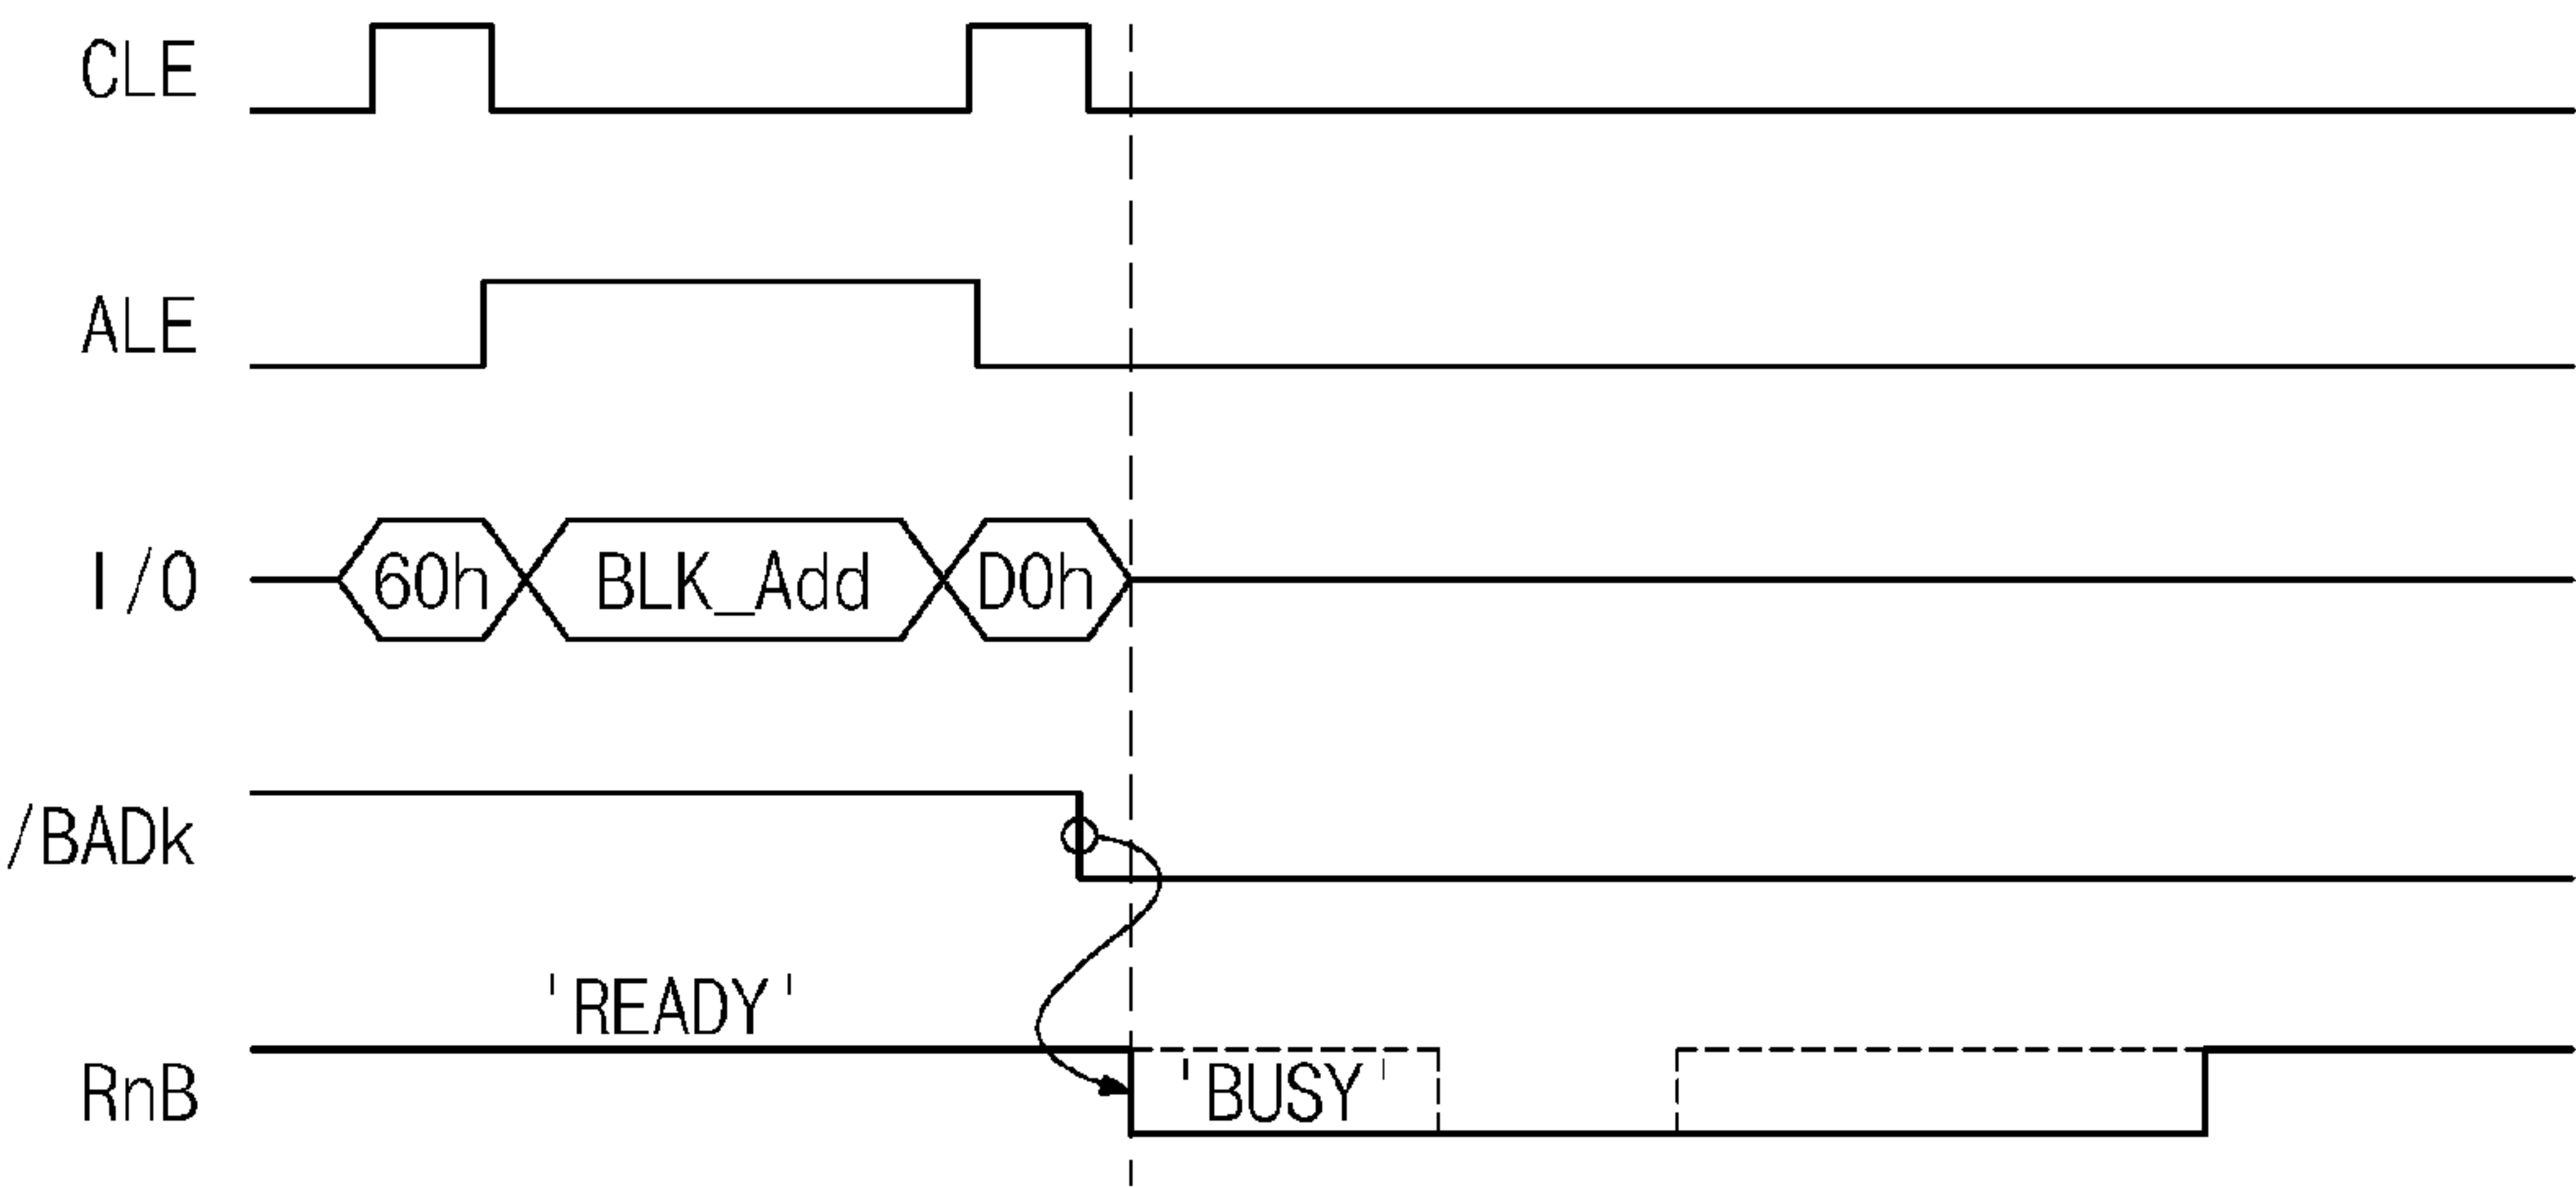 CLE
ALE
I/O 60h BLK_Add D0h
/BADk
'READY'
RnB 'BUSY'